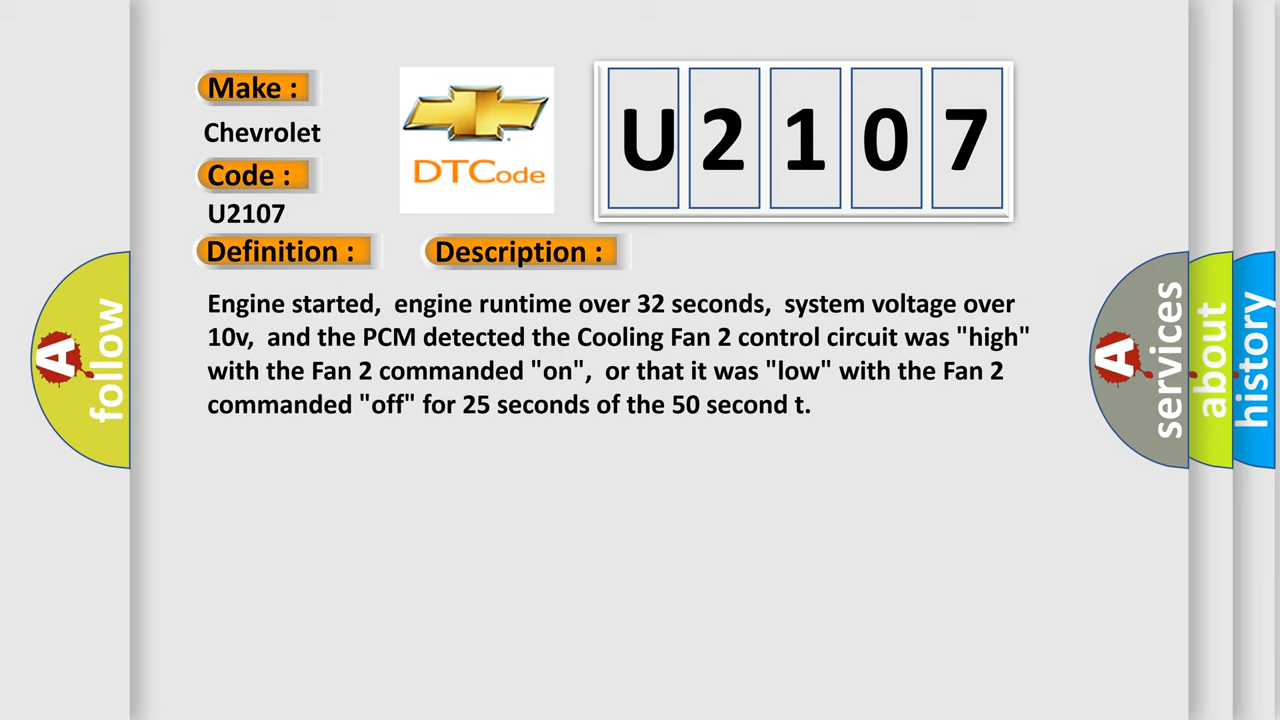 Make :
Chevrolet
Code :
U2107
DTCode
U2107
Definition :
Description :
Engine started, engine runtime over 32 seconds, system voltage over
10v, and the PCM detected the Cooling Fan 2 control circuit was "high"
with the Fan 2 commanded "on", or that it was "low" with the Fan 2
commanded "off" for 25 seconds of the 50 second t.
A
follow
A
services
about
history